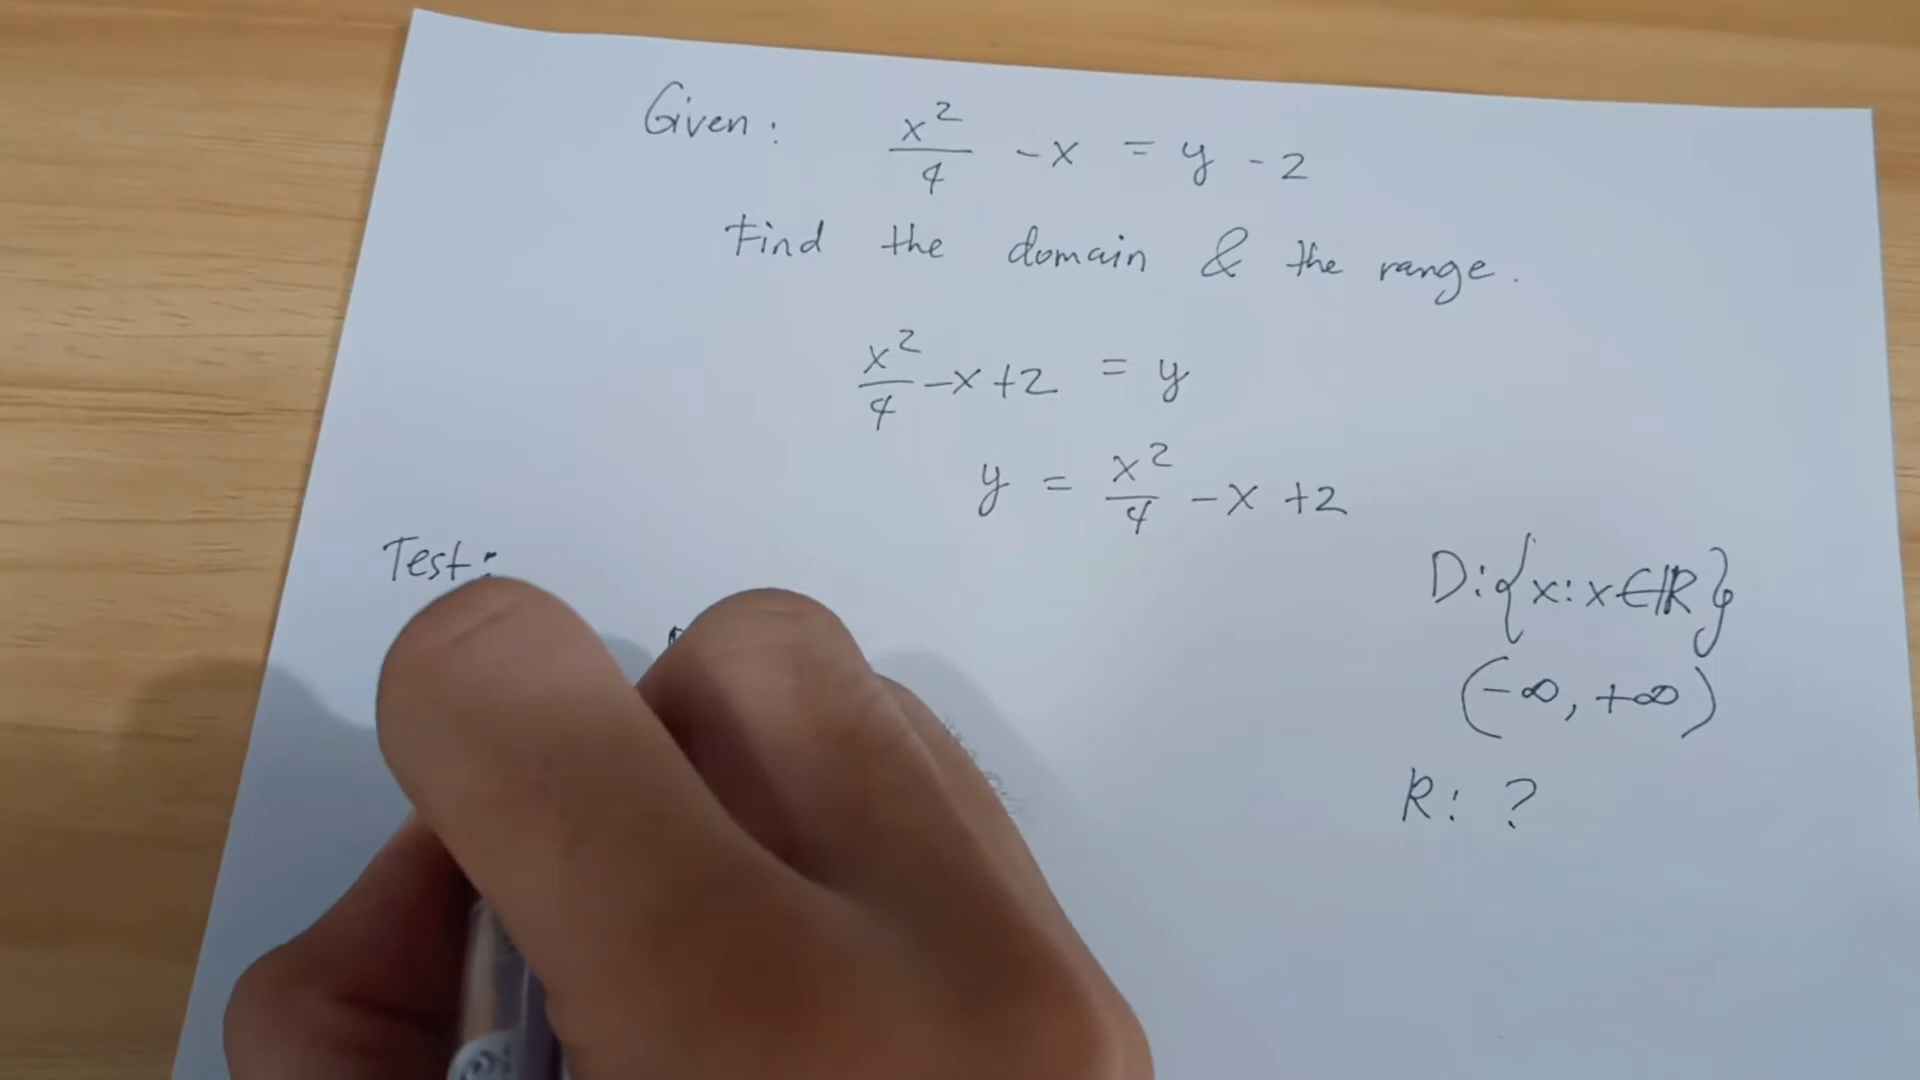 Given: x²/4 - x = y - 2
Find the domain & the range.
x²/4 - x + 2 = y
y = x²/4 - x + 2
Test:
D: {x: x∈ℝ}
(-∞, +∞)
R: ?